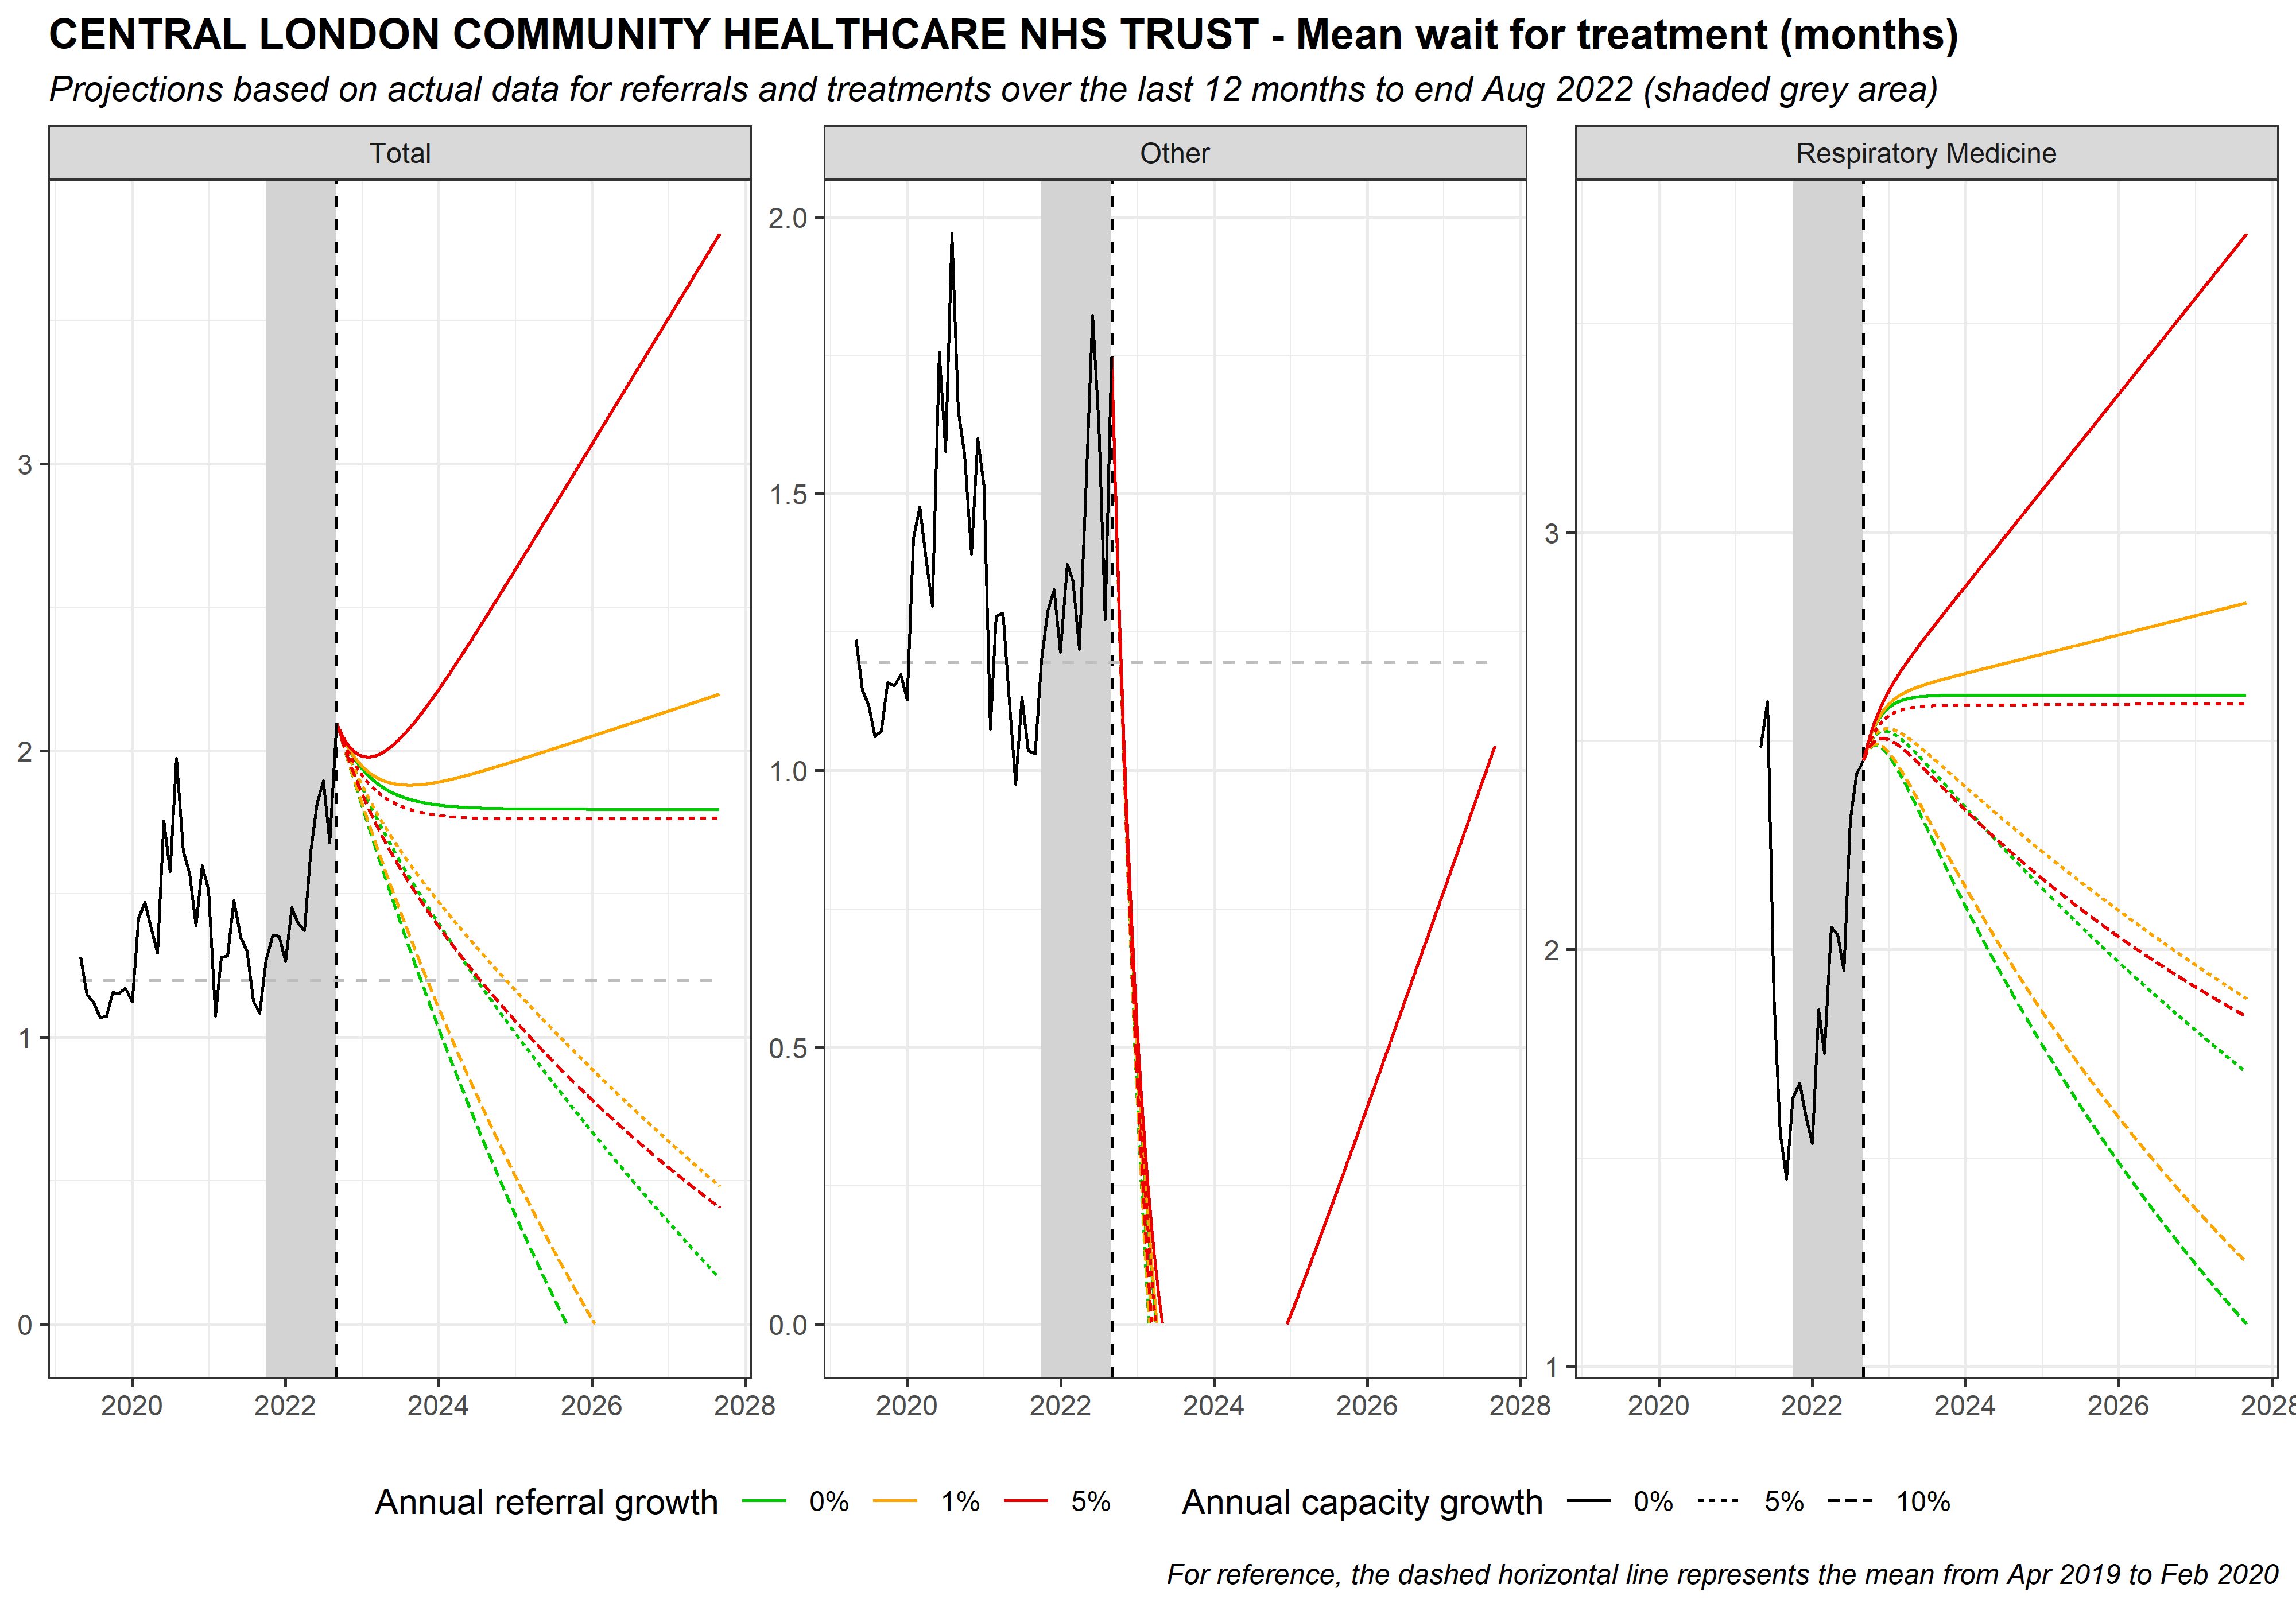 CENTRAL LONDON COMMUNITY HEALTHCARE NHS TRUST - Mean wait for treatment (months)
Projections based on actual data for referrals and treatments over the last 12 months to end Aug 2022 (shaded grey area)
Total
Other
Respiratory Medicine
3
2
1
0
2.0
1.5
1.0
0.5
0.0
3
2
1
2020 2022 2024 2026 2028
2020 2022 2024 2026 2028
2020 2022 2024 2026 2028
Annual referral growth 0% 1% 5% Annual capacity growth 0% 5% 10%
For reference, the dashed horizontal line represents the mean from Apr 2019 to Feb 2020